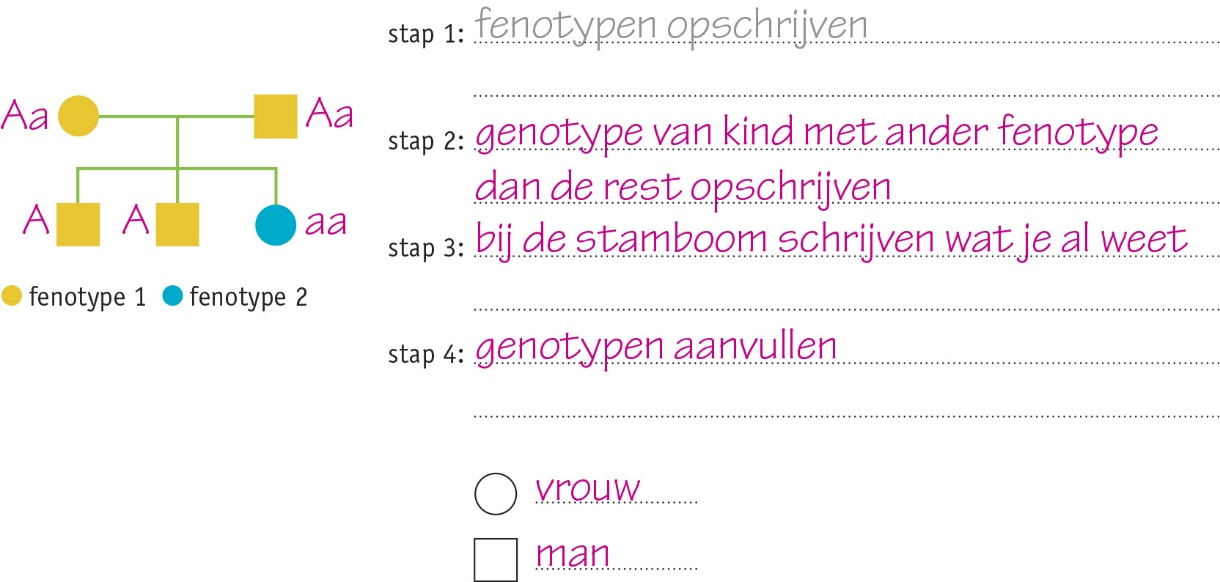 stap 1: fenotypen opschrijven
Aa Aa
stap 2: genotype van kind met ander fenotype
dan de rest opschrijven
A A aa
stap 3: bij de stamboom schrijven wat je al weet
fenotype 1 fenotype 2
stap 4: genotypen aanvullen
vrouw
man